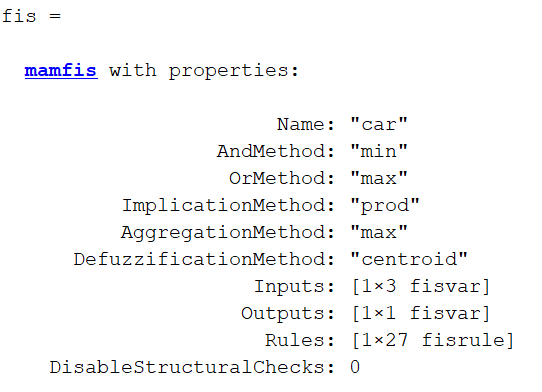 fis =
mamfis with properties:
Name: "car"
AndMethod: "min"
OrMethod: "max"
ImplicationMethod: "prod"
AggregationMethod: "max"
DefuzzificationMethod: "centroid"
Inputs: [1×3 fisvar]
Outputs: [1×1 fisvar]
Rules: [1×27 fisrule]
DisableStructuralChecks: 0